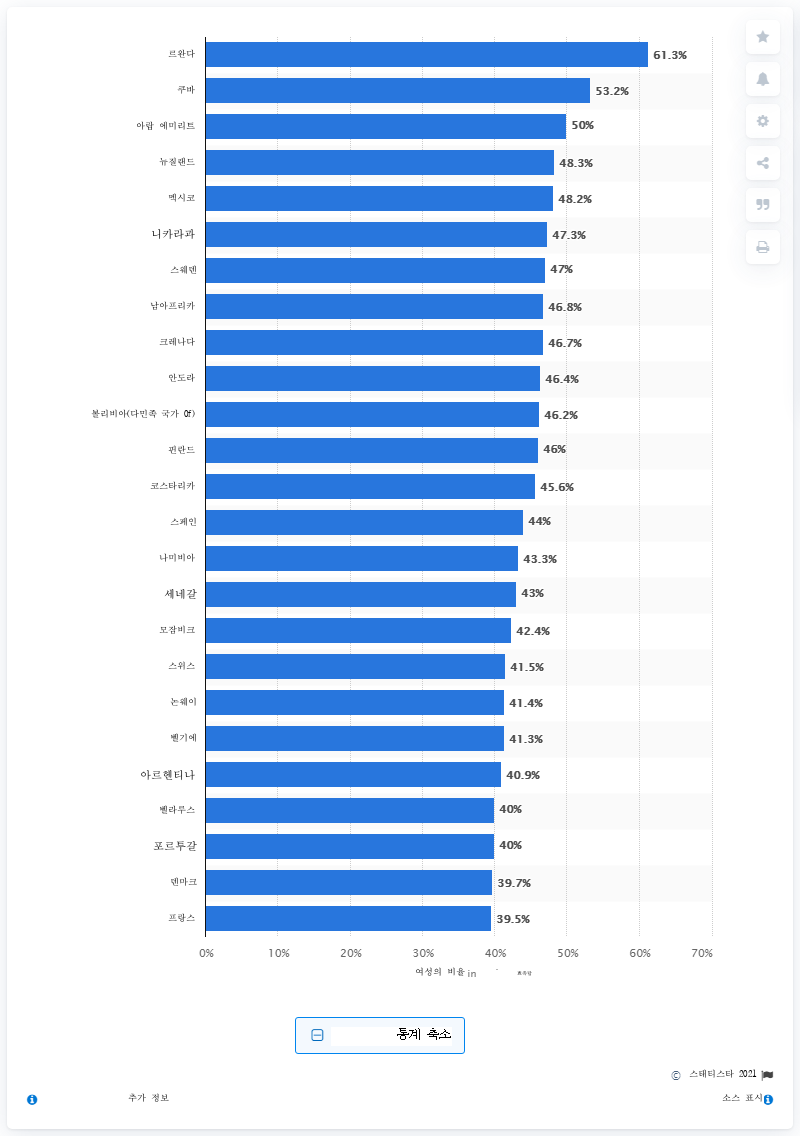 르완다 61.3%
쿠바 53.2%
아랍 에미리트 50%
뉴질랜드 48.3%
멕시코 48.2%
니카라과 47.3%
스웨덴 47%
남아프리카 46.8%
크레나다 46.7%
안도라 46.4%
볼리비아(다민족 국가 Of) 46.2%
핀란드 46%
코스타리카 45.6%
스페인 44%
나미비아 43.3%
세네갈 43%
모잠비크 42.4%
스위스 41.5%
논웨이 41.4%
벨기에 41.3%
아르헨티나 40.9%
벨라루스 40%
포르투갈 40%
덴마크 39.7%
프랑스 39.5%
0% 10% 20% 30% 40% 50% 60% 70%
여성의 비율 in
통계 축소
© 스태티스타 2021
추가 정보 소스 표시